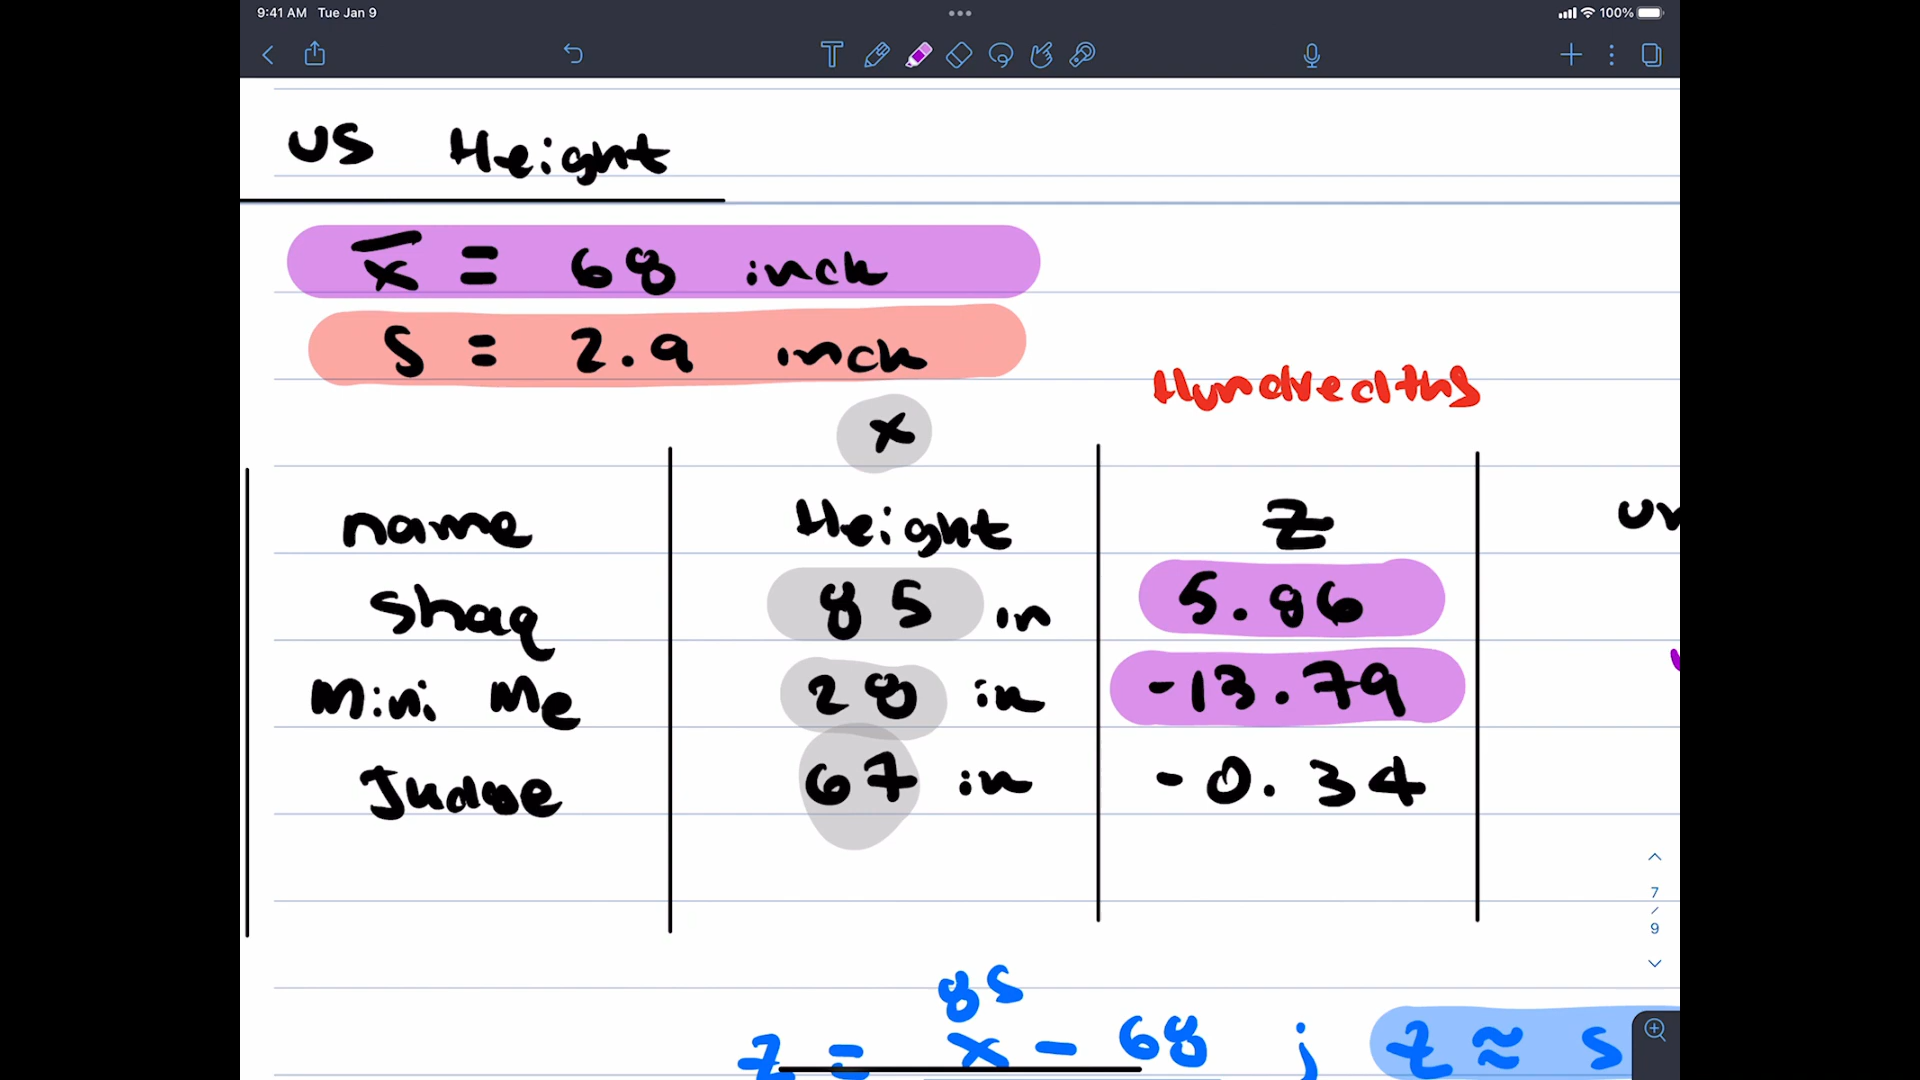 9:41 AM Tue Jan 9
100%
US Height
x̄ = 68 inch
S = 2.9 inch
Hundredths
x
name Height Z
Shaq 85 in 5.86
Mini Me 28 in -13.79
Judge 67 in -0.34
7
/
9
85
z = x - 68 ; z ≈ 5